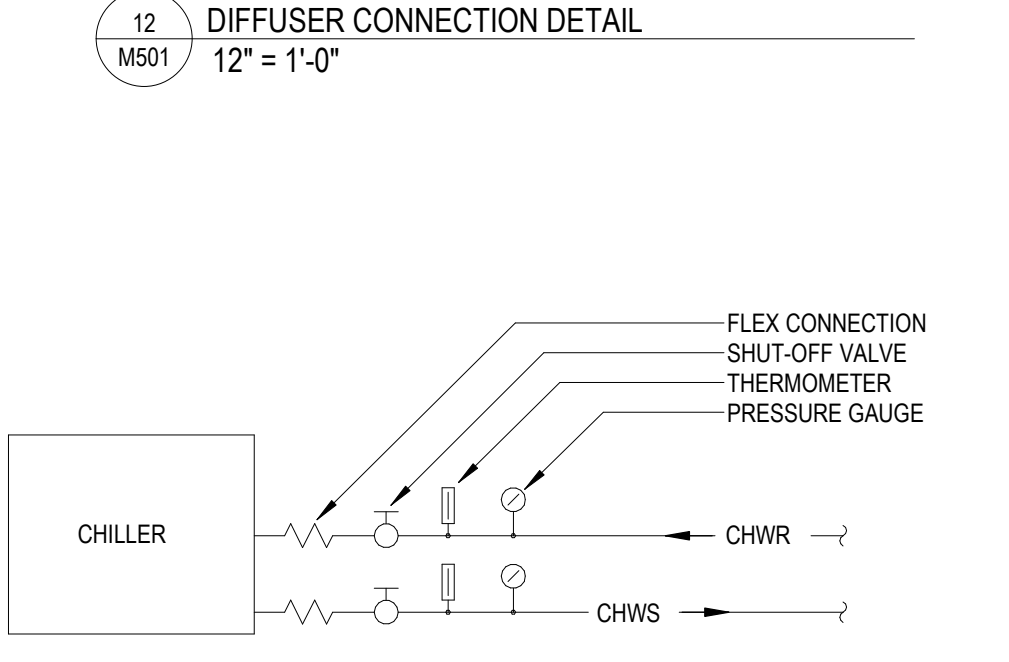 12
M501
DIFFUSER CONNECTION DETAIL
12" = 1'-0"
FLEX CONNECTION
SHUT-OFF VALVE
THERMOMETER
PRESSURE GAUGE
CHILLER
CHWR
CHWS